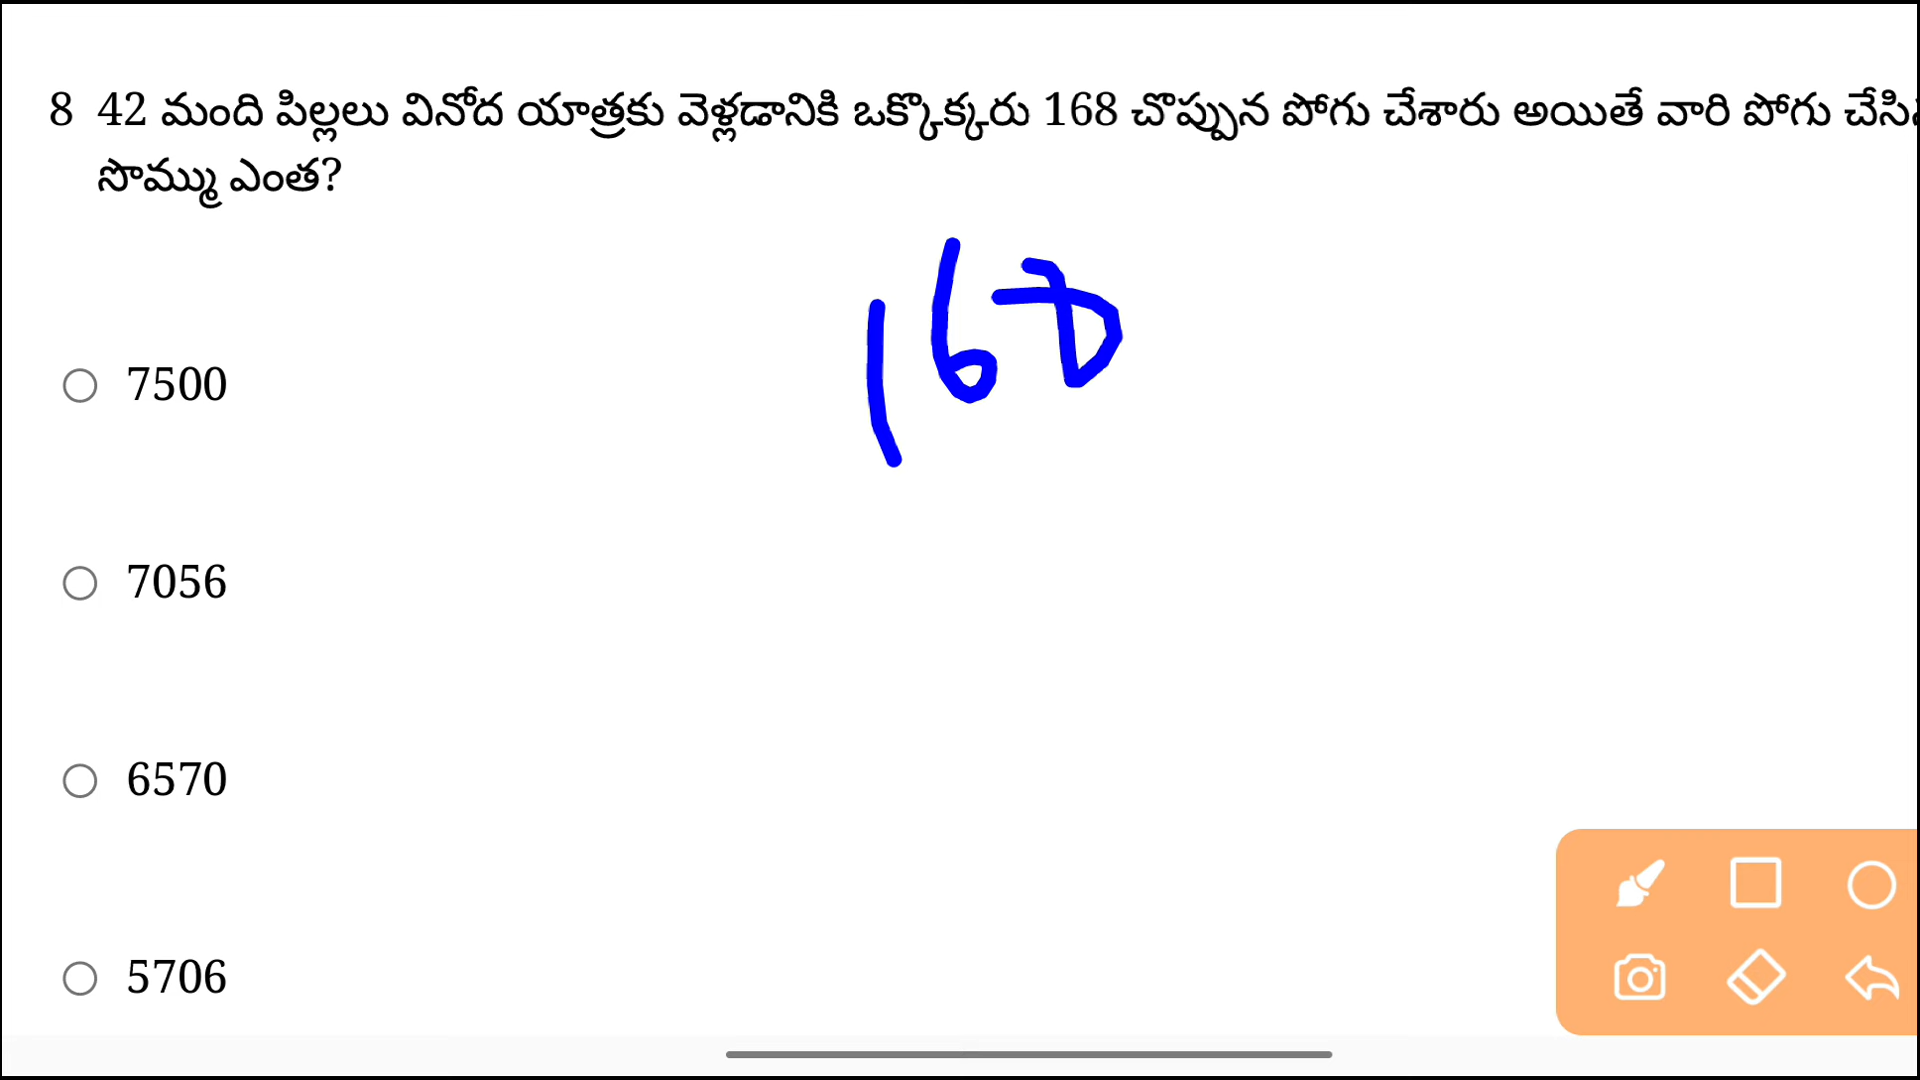 8 42 మంది పిల్లలు వినోద యాత్రకు వెళ్లడానికి ఒక్కొక్కరు 168 చొప్పున పోగు చేశారు అయితే వారి పోగు
సొమ్ము ఎంత?
168
7500
7056
6570
5706